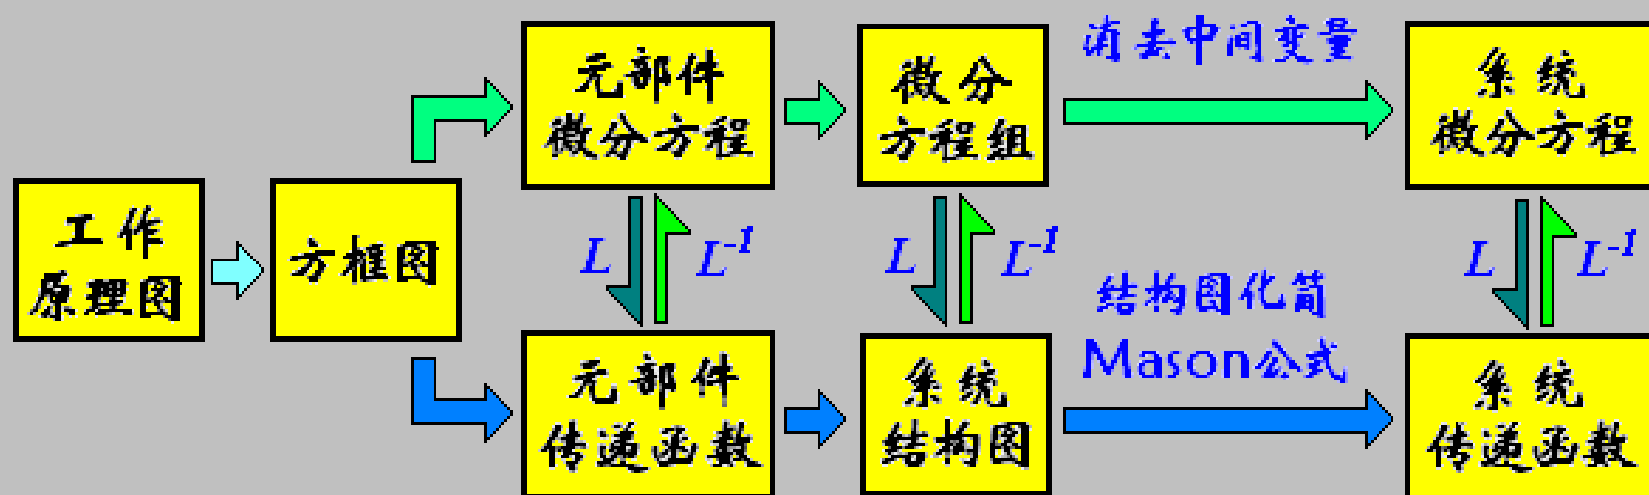 工作
原理图
方框图
元部件
微分方程
微分
方程组
消去中间变量
系统
微分方程
L
L⁻¹
L
L⁻¹
L
L⁻¹
元部件
传递函数
系统
结构图
结构图化简
Mason公式
系统
传递函数